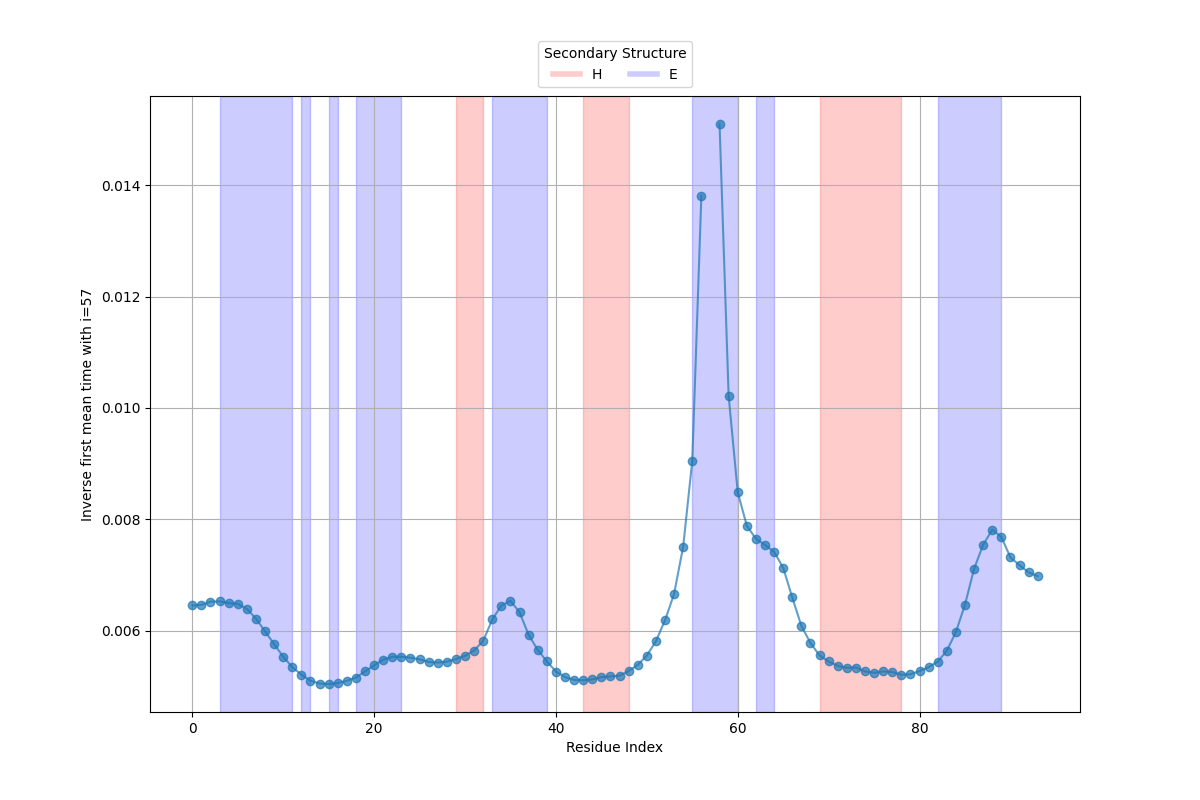 Secondary Structure
H E
0.014
0.012
0.010
0.008
0.006
Inverse first mean time with i=57
0 20 40 60 80
Residue Index